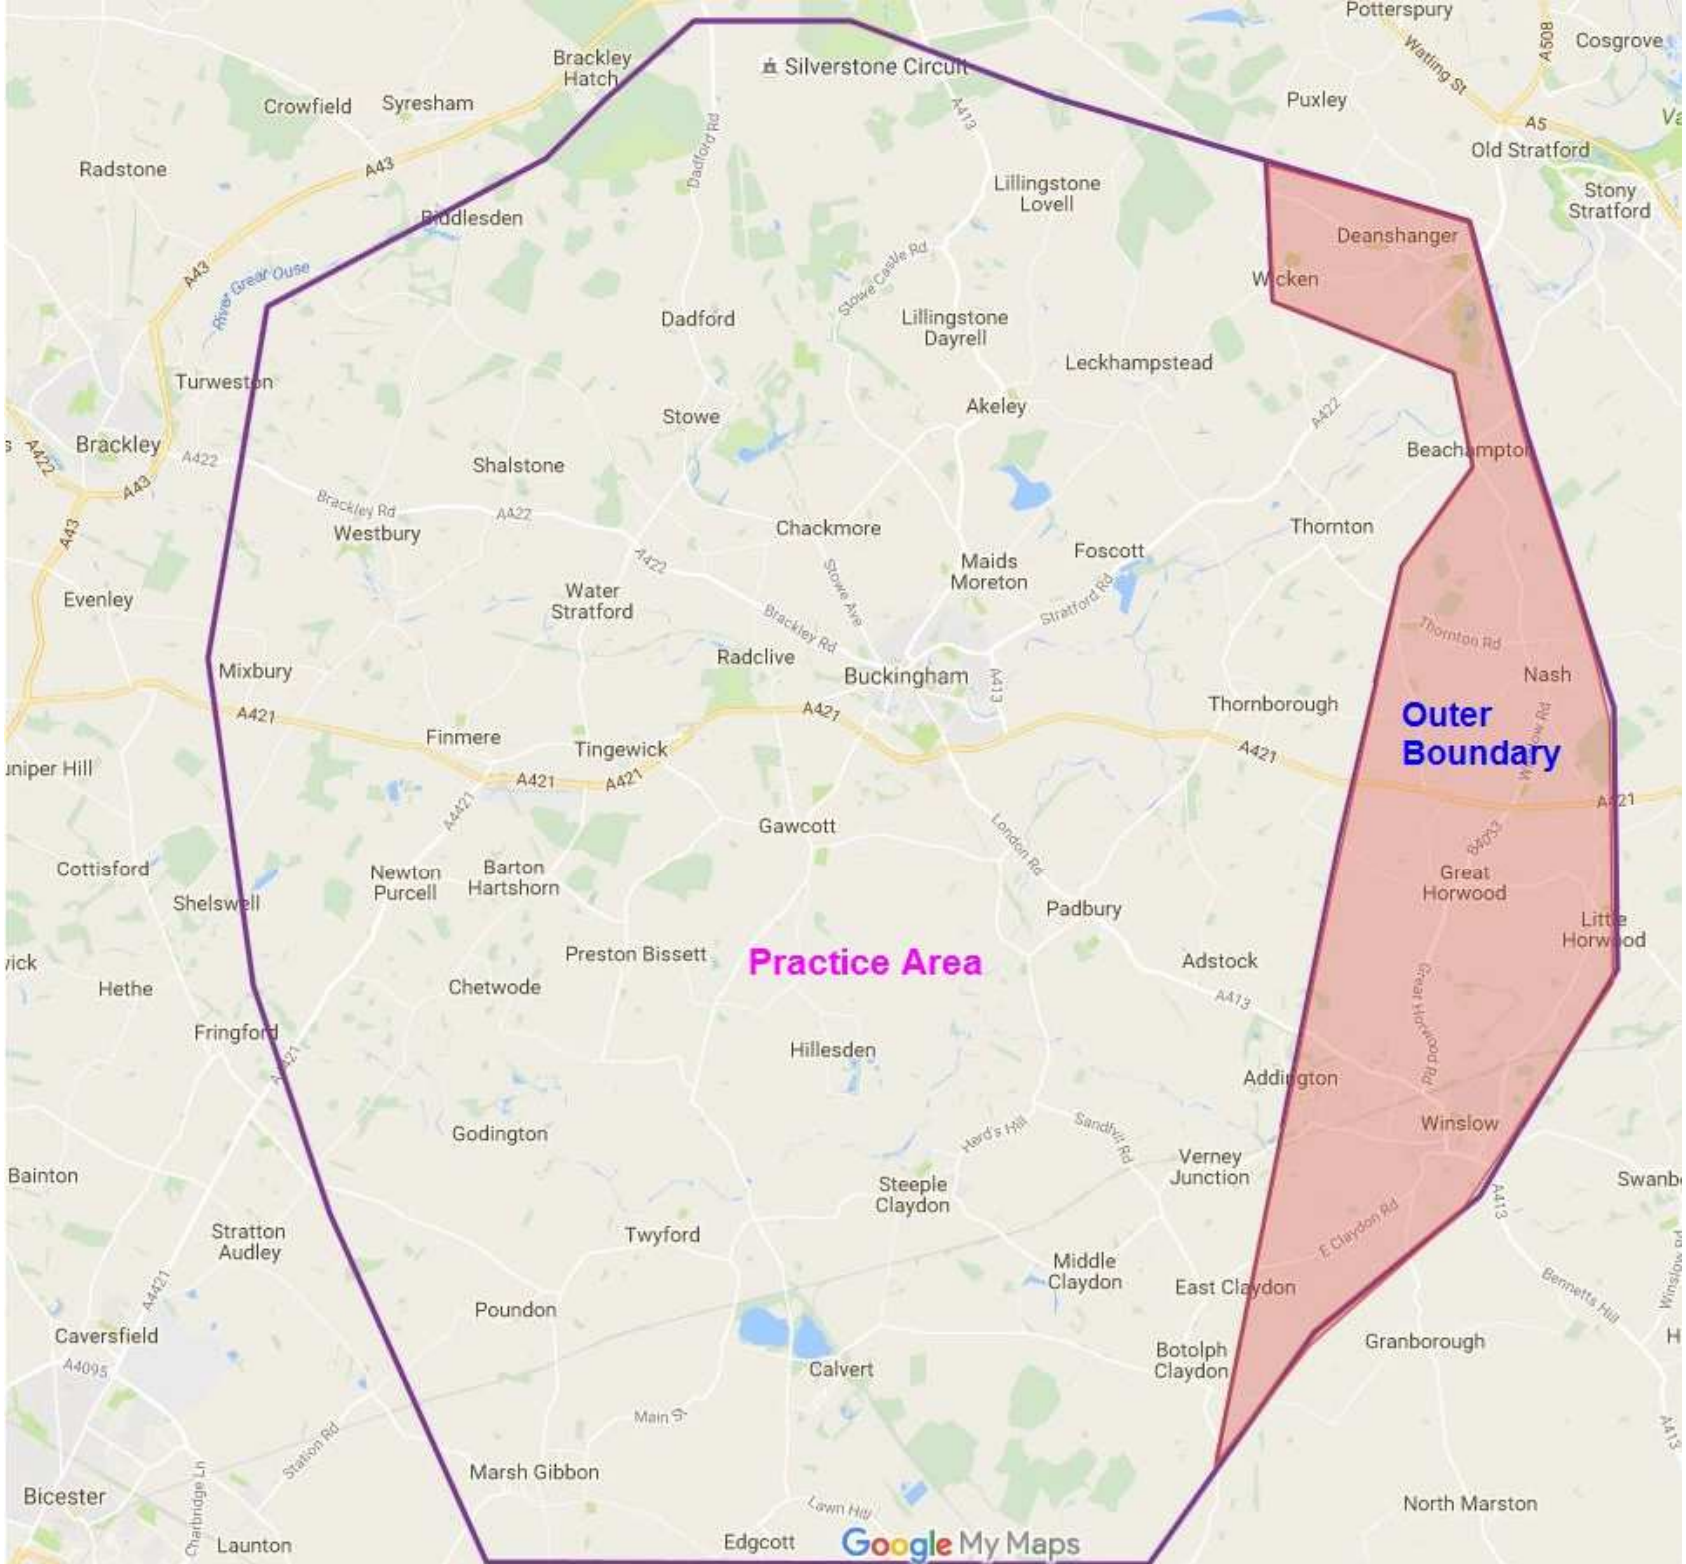 Potterspury
Cosgrove
A508
Watling St
Brackley
Hatch
Silverstone Circuit
Crowfield
Syresham
Puxley
A413
A5
Old Stratford
Radstone
A43
Dadford Rd
Lillingstone
Lovell
Stony
Stratford
Biddlesden
Deanshanger
River Great Ouse
A43
Stowe Castle Rd
Wicken
Dadford
Lillingstone
Dayrell
Leckhampstead
Turweston
Stowe
Akeley
A422
Brackley
A422
A422
A43
Shalstone
Beachampton
Brackley Rd
A422
Westbury
A43
Chackmore
Thornton
A422
Maids
Moreton
Foscott
Evenley
Water
Stratford
Stowe Ave
Stratford Rd
Brackley Rd
Thornton Rd
Mixbury
Radclive
Buckingham
A413
Nash
A421
A421
Thornborough
Outer
Boundary
Finmere
Tingewick
A421
uniper Hill
A421
A421
A421
A4421
Gawcott
London Rd
B4033
Cottisford
Newton
Purcell
Barton
Hartshorn
Great
Horwood
Shelswell
Padbury
Little
Horwood
Preston Bissett
Practice Area
Adstock
Hethe
Chetwode
A413
Great Horwood Rd
Fringford
Hillesden
Addington
Godington
Herd's Hill
Sandhill Rd
Winslow
Bainton
Verney
Junction
Steeple
Claydon
Swanb
A413
Stratton
Audley
Twyford
E Claydon Rd
Middle
Claydon
East Claydon
A4421
Bennetts Hill
Poundon
Caversfield
Granborough
A4095
Calvert
Botolph
Claydon
Main St
A413
Station Rd
Marsh Gibbon
Bicester
Charbridge Ln
Lawn Hill
North Marston
Launton
Edgcott
Google My Maps